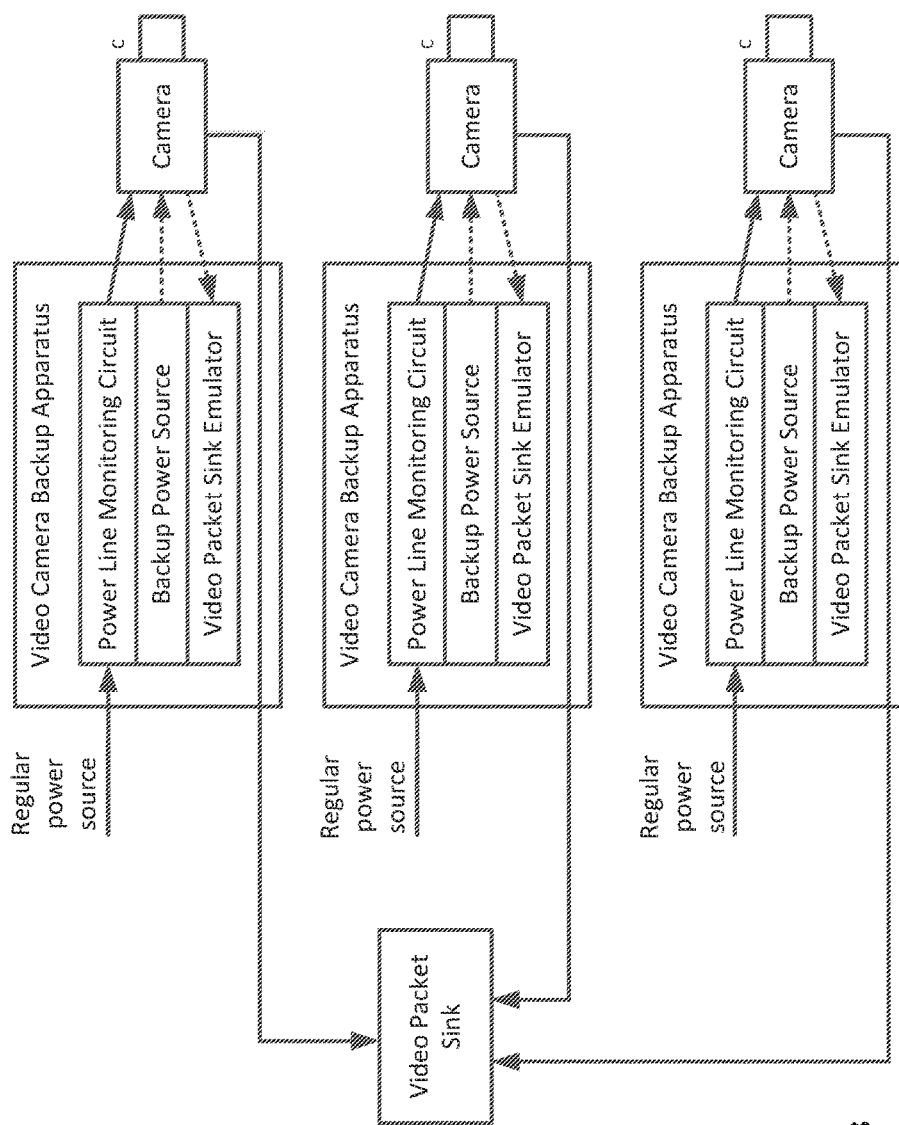 Regular
power
source
Video Camera Backup Apparatus
Power Line Monitoring Circuit
Backup Power Source
Video Packet Sink Emulator
c
Camera
Video Packet
Sink
Regular
power
source
Video Camera Backup Apparatus
Power Line Monitoring Circuit
Backup Power Source
Video Packet Sink Emulator
c
Camera
Regular
power
source
Video Camera Backup Apparatus
Power Line Monitoring Circuit
Backup Power Source
Video Packet Sink Emulator
c
Camera